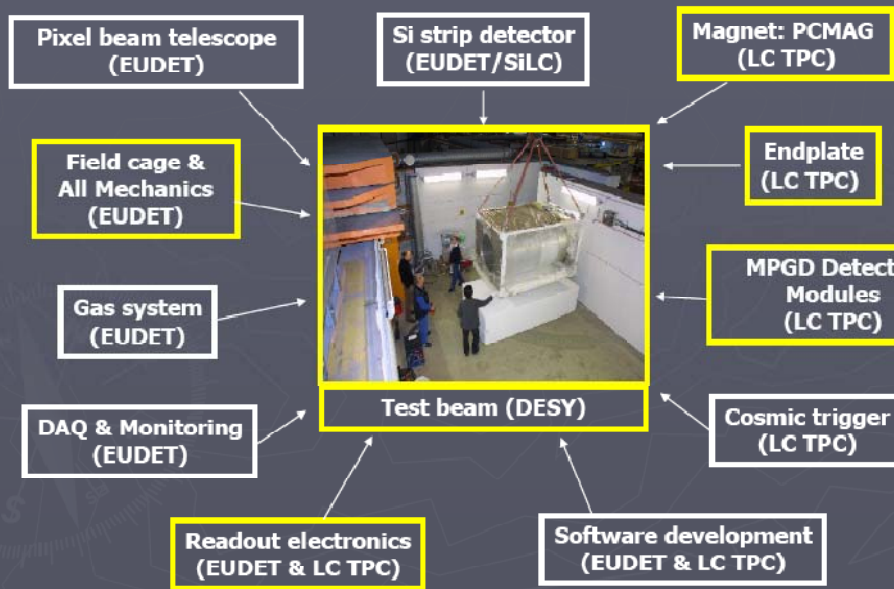 Pixel beam telescope
(EUDET)
Si strip detector
(EUDET/SiLC)
Magnet: PCMAG
(LC TPC)
Field cage &
All Mechanics
(EUDET)
Endplate
(LC TPC)
Gas system
(EUDET)
MPGD Detect
Modules
(LC TPC)
Test beam (DESY)
DAQ & Monitoring
(EUDET)
Cosmic trigger
(LC TPC)
Readout electronics
(EUDET & LC TPC)
Software development
(EUDET & LC TPC)